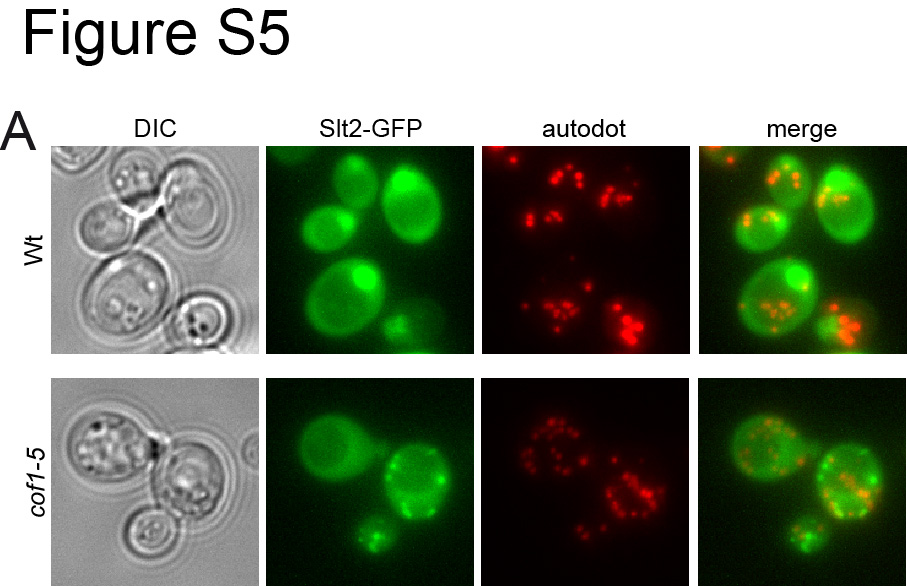 Figure S5
A
DIC Slt2-GFP autodot merge
Wt
cof1-5